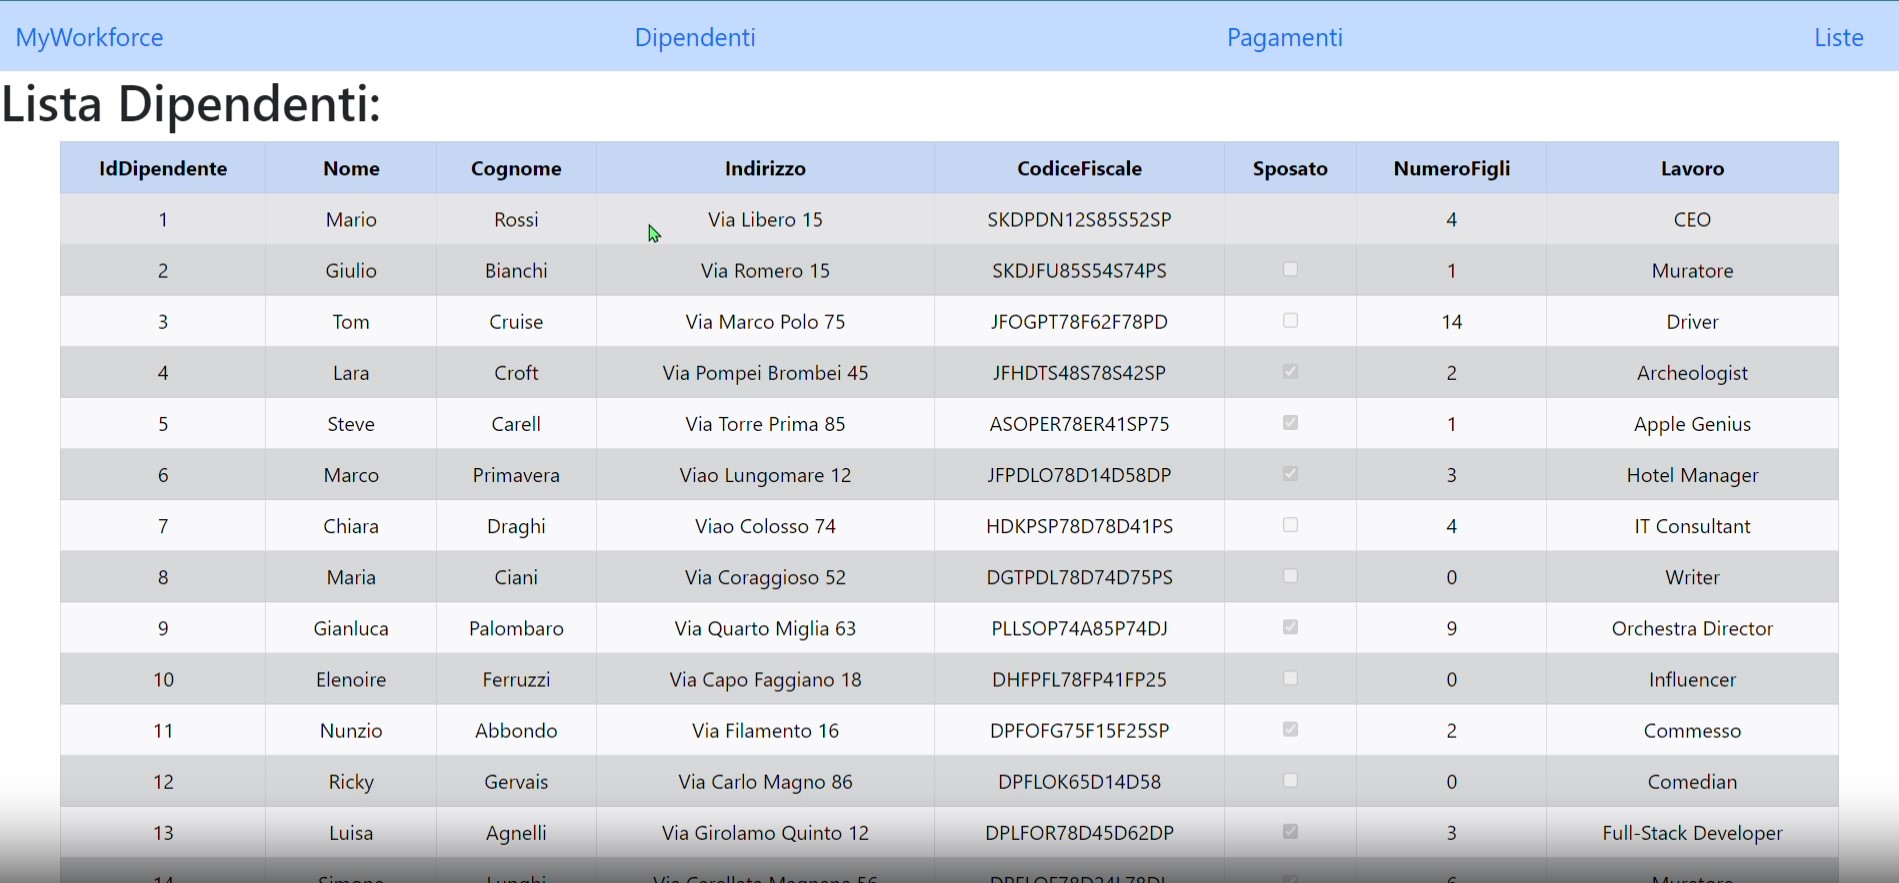 MyWorkforce Dipendenti Pagamenti Liste
Lista Dipendenti:
IdDipendente Nome Cognome Indirizzo CodiceFiscale Sposato NumeroFigli Lavoro
1 Mario Rossi Via Libero 15 SKDPDN12S85S52SP 4 CEO
2 Giulio Bianchi Via Romero 15 SKDJFU85S54S74PS 1 Muratore
3 Tom Cruise Via Marco Polo 75 JFOGPT78F62F78PD 14 Driver
4 Lara Croft Via Pompei Brombei 45 JFHDTS48S78S42SP 2 Archeologist
5 Steve Carell Via Torre Prima 85 ASOPER78ER41SP75 1 Apple Genius
6 Marco Primavera Viao Lungomare 12 JFPDLO78D14D58DP 3 Hotel Manager
7 Chiara Draghi Viao Colosso 74 HDKPSP78D78D41PS 4 IT Consultant
8 Maria Ciani Via Coraggioso 52 DGTPDL78D74D75PS 0 Writer
9 Gianluca Palombaro Via Quarto Miglia 63 PLLSOP74A85P74DJ 9 Orchestra Director
10 Elenoire Ferruzzi Via Capo Faggiano 18 DHFPFL78FP41FP25 0 Influencer
11 Nunzio Abbondo Via Filamento 16 DPFOFG75F15F25SP 2 Commesso
12 Ricky Gervais Via Carlo Magno 86 DPFLOK65D14D58 0 Comedian
13 Luisa Agnelli Via Girolamo Quinto 12 DPLFOR78D45D62DP 3 Full-Stack Developer
14 Simone Via Muratore